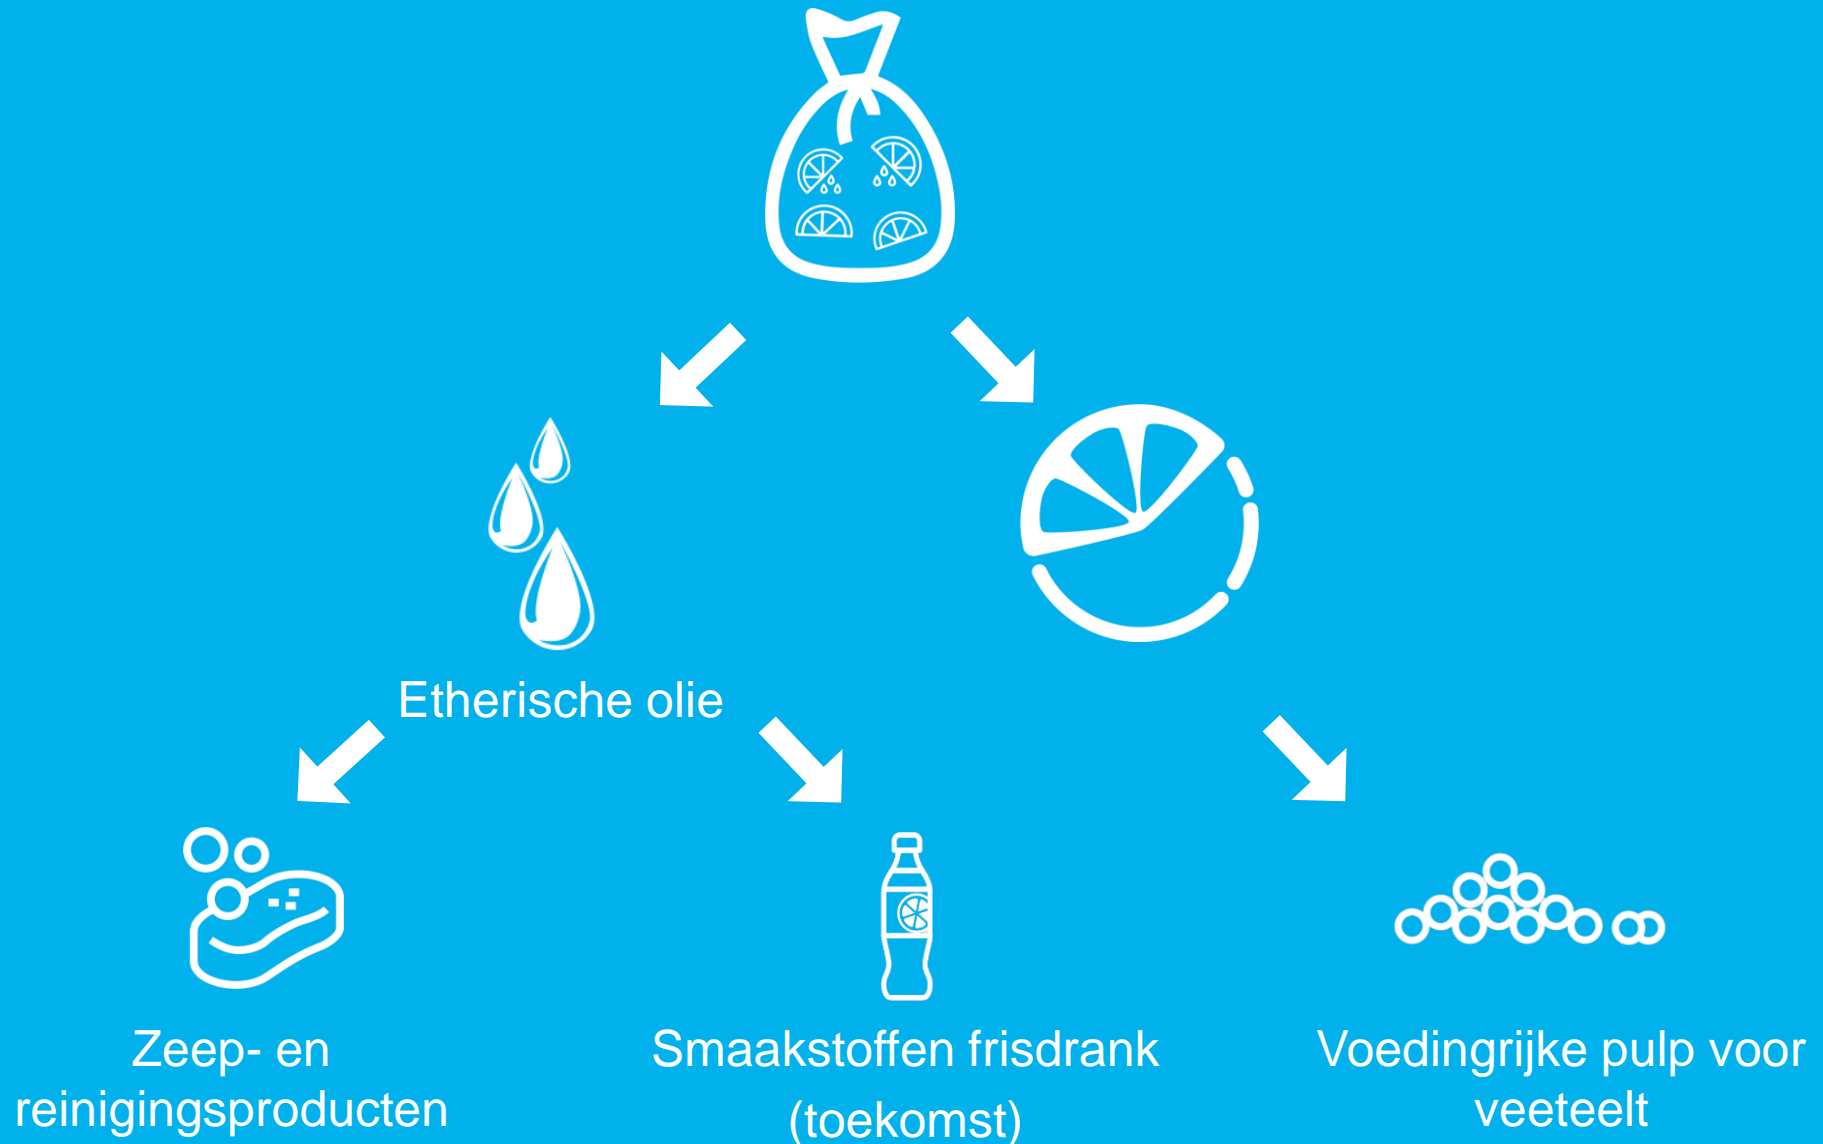 Etherische olie
Zeep- en
reinigingsproducten
Smaakstoffen frisdrank
(toekomst)
Voedingrijke pulp voor
veeteelt